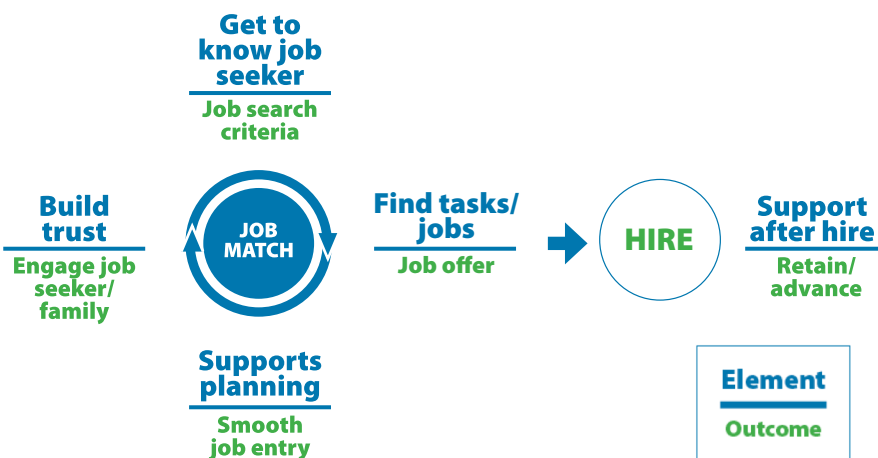 Get to
know job
seeker
Job search
criteria
Build
trust
Engage job
seeker/
family
JOB
MATCH
Find tasks/
jobs
Job offer
HIRE
Support
after hire
Retain/
advance
Supports
planning
Smooth
job entry
Element
Outcome